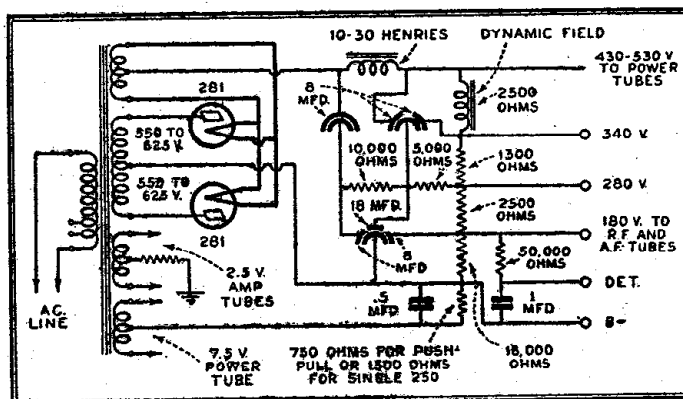 10-30 HENRIES
DYNAMIC FIELD
430-530 V
TO POWER
TUBES
281
8
MFD.
2500
OHMS
550 TO
625 V.
340 V.
10,000
OHMS
5,000
OHMS
1300
OHMS
280 V.
550 TO
625 V.
2500
OHMS
18 MFD.
180 V. TO
R.F. AND
A.F. TUBES
281
8
MFD
50,000
OHMS
2.5 V.
AMP
TUBES
DET.
.5
MFD
1
MFD
A.C.
LINE
B-
7.5 V.
POWER
TUBE
750 OHMS FOR PUSH-
PULL OR 1500 OHMS
FOR SINGLE 250
18,000
OHMS